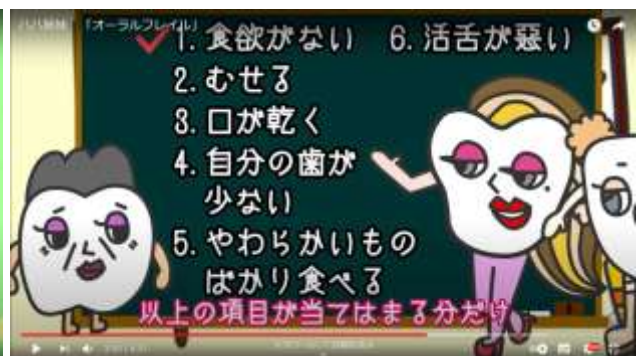 「オーラルフレイル」
1. 食欲がない 6. 活舌が悪い
2. むせる
3. 口が乾く
4. 自分の歯が
少ない
5. やわらかいもの
ばかり食べる
以上の項目が当てはまる分だけ